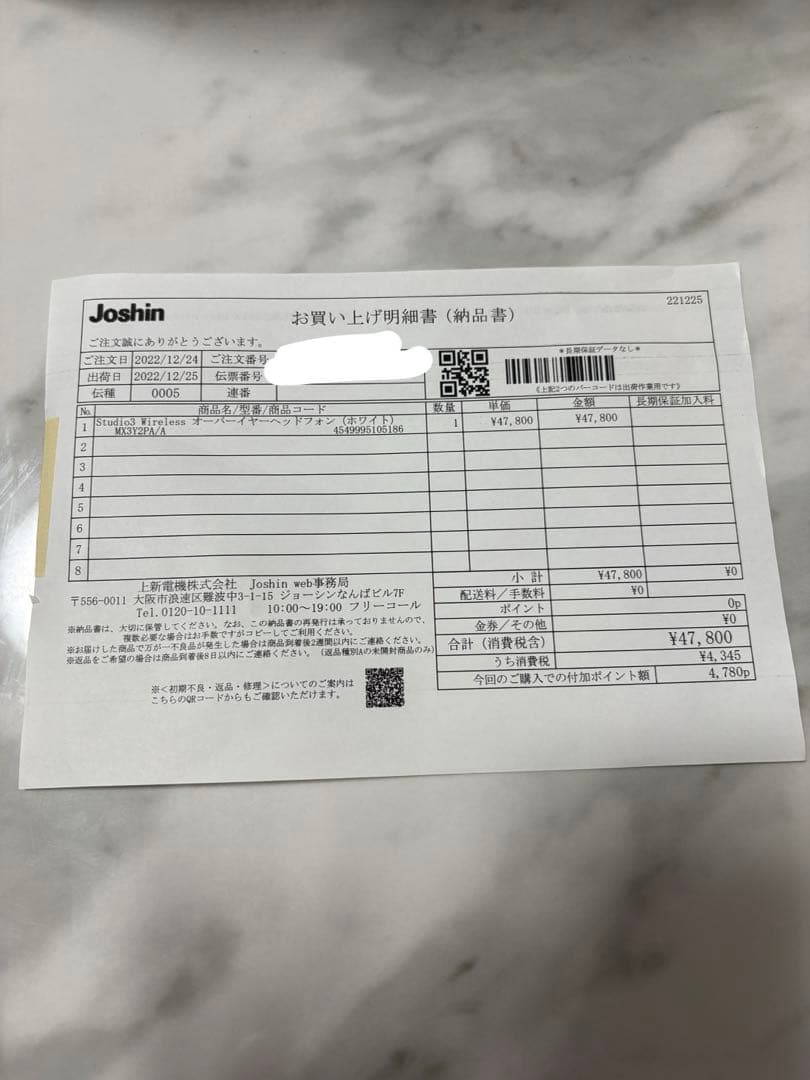 Joshin
お買い上げ明細書(納品書)
221225
ご注文誠にありがとうございます。
ご注文日 2022/12/24 ご注文番号
出荷日 2022/12/25 伝票番号
伝種 0005 連番
*長期保証データなし*
《上記2つのバーコードは出荷作業用です》
No. 商品名/型番/商品コード 数量 単価 金額 長期保証加入料
1 Studio3 Wireless オーバーイヤーヘッドフォン (ホワイト) 1 ¥47,800 ¥47,800
MX3Y2PA/A 4549995105186
2
3
4
5
6
7
8
上新電機株式会社 Joshin web事務局
〒556-0011 大阪市浪速区難波中3-1-15 ジョーシンなんばビル7F
Tel.0120-10-1111 10:00~19:00 フリーコール
※納品書は、大切に保管してください。なお、この納品書の再発行は承っておりませんので、
複数必要な場合はお手数ですがコピーしてご利用ください。
※お届けした商品で万が一不良品が発生した場合は商品到着後2週間以内にご連絡ください。
※返品をご希望の場合は商品到着後8日以内にご連絡ください。(返品種別Aの未開封商品のみ)
※<初期不良・返品・修理>についてのご案内は
こちらのQRコードからもご確認いただけます。
小計 ¥47,800 ¥0
配送料/手数料 ¥0
ポイント 0p
金券/その他 ¥0
合計(消費税含) ¥47,800
うち消費税 ¥4,345
今回のご購入での付加ポイント額 4,780p